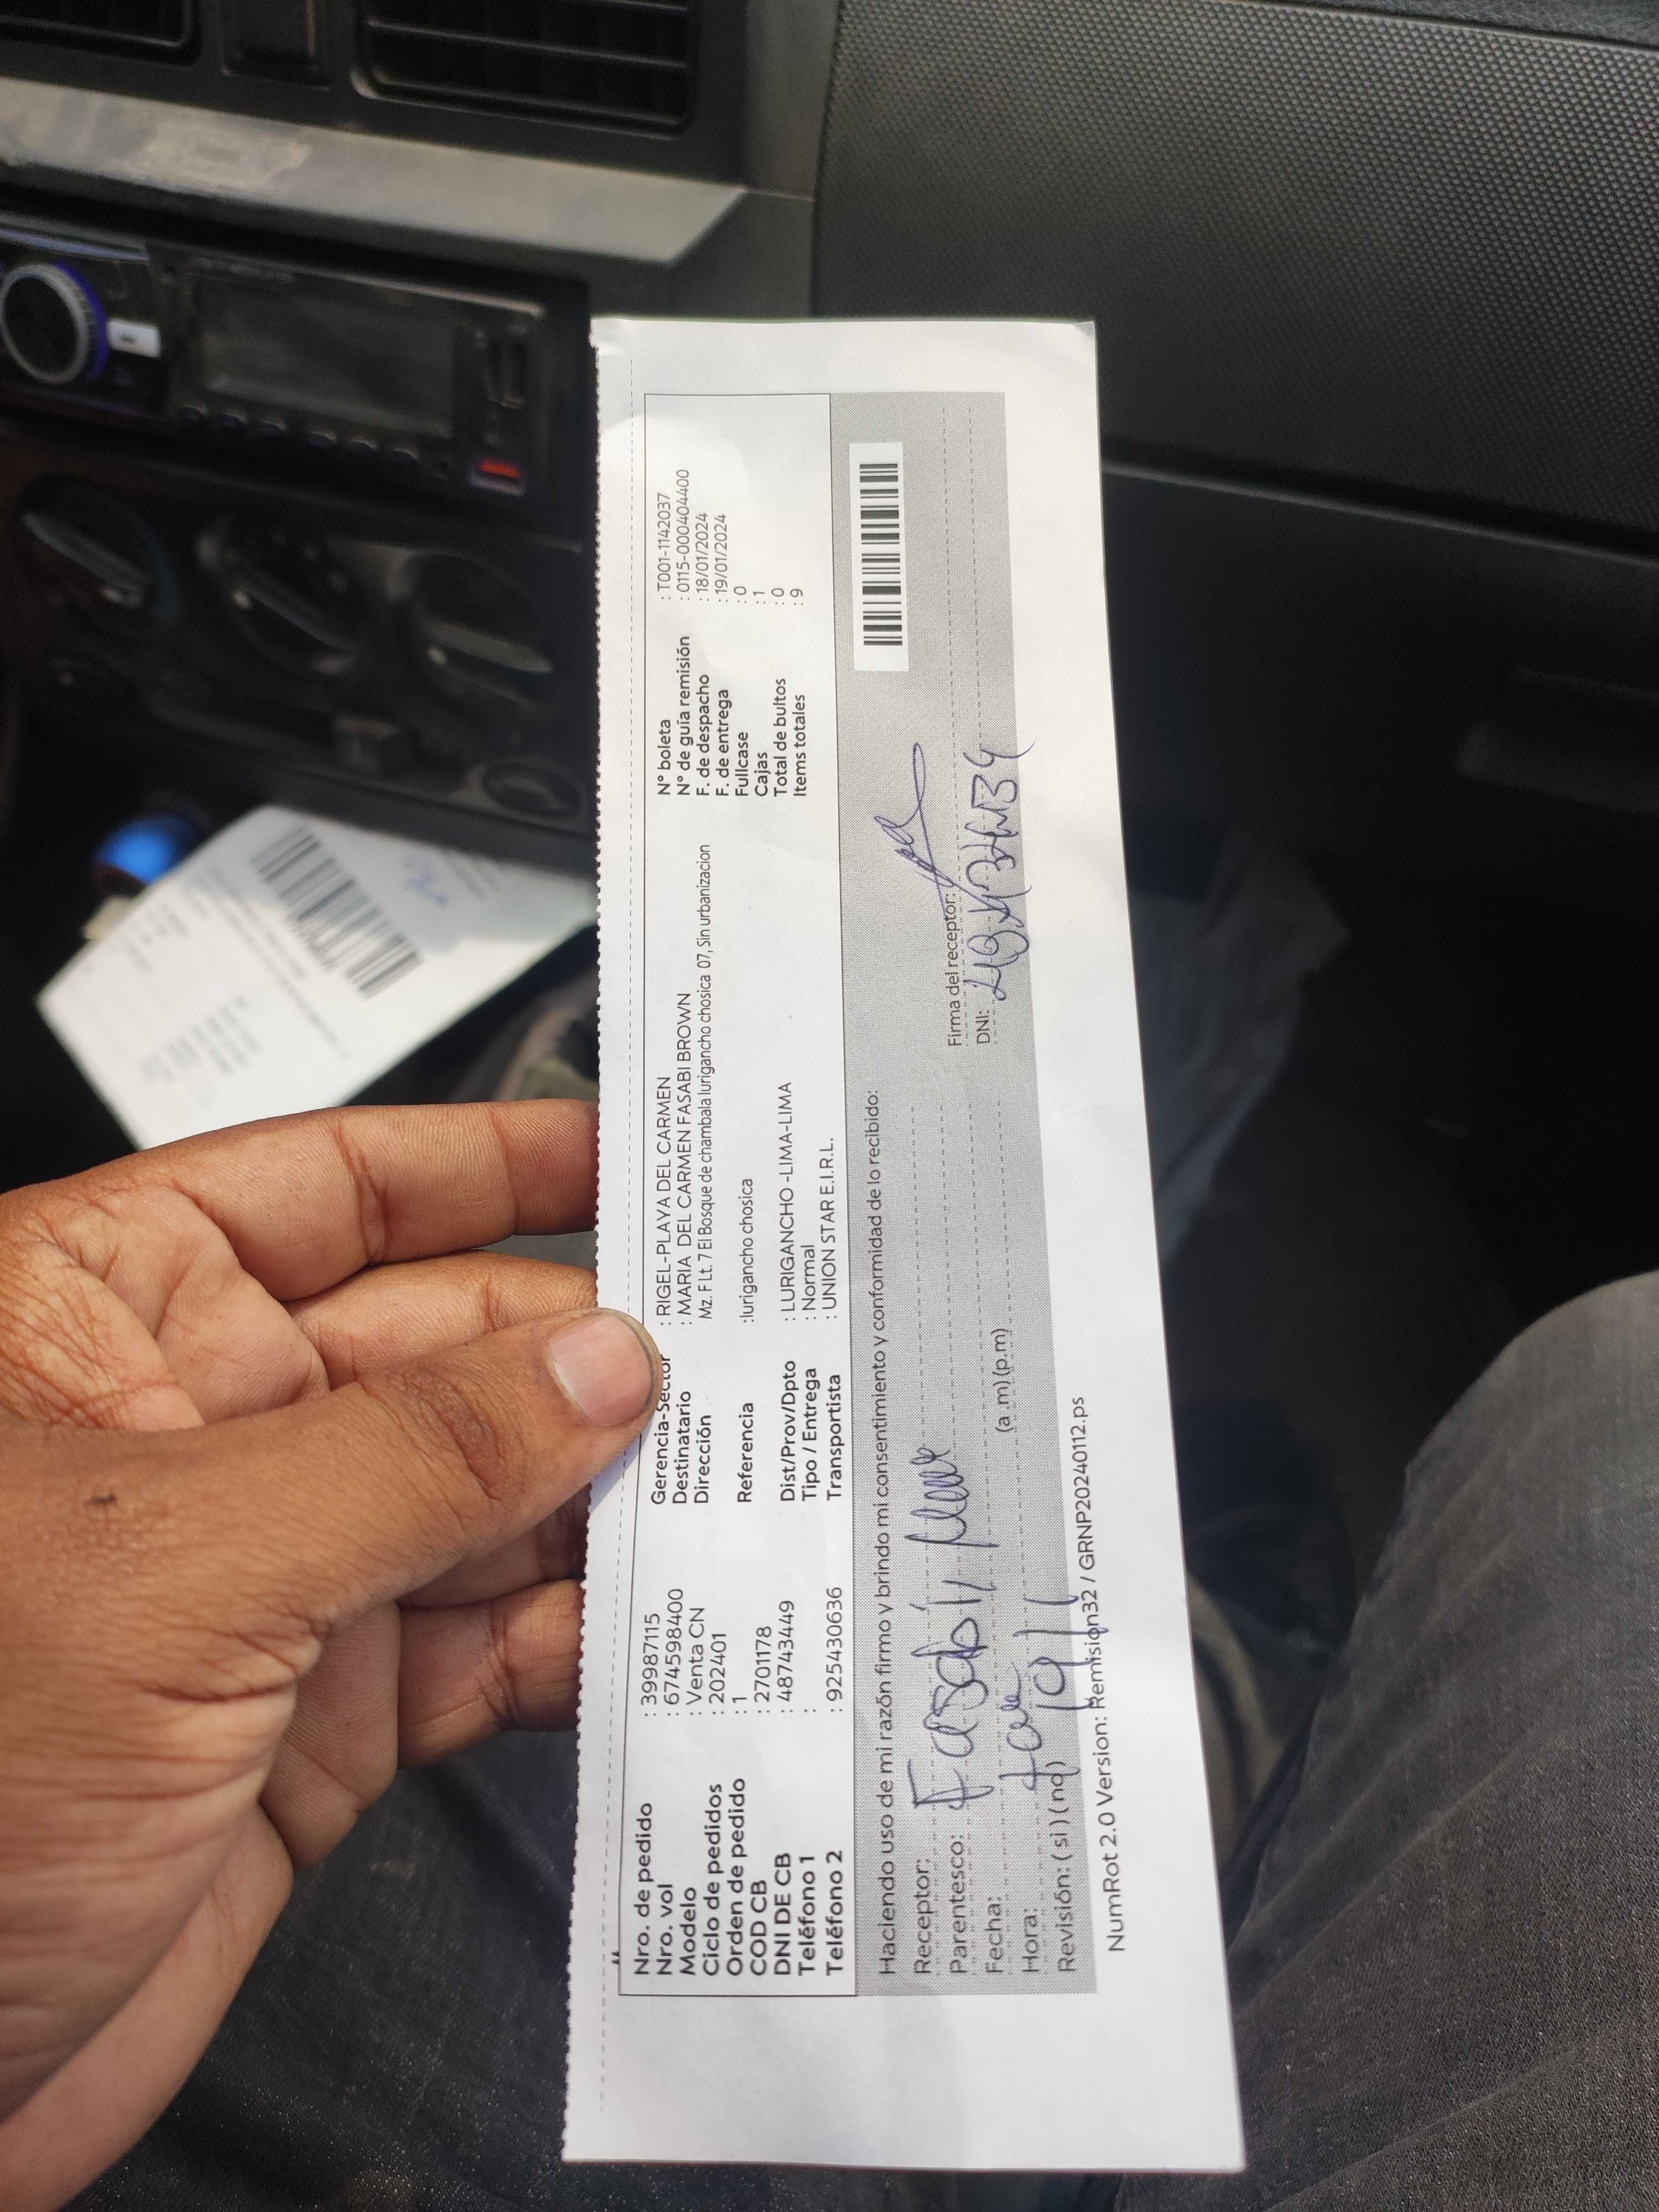 Nro. de pedido : 39987115
Nro. vol : 6745598400
Modelo : Venta CN
Ciclo de pedidos : 202401
Orden de pedido : 1
COD CB : 2701178
DNI DE CB : 48743449
Teléfono 1 :
Teléfono 2 : 925430636
Gerencia-Sector : RIGEL-PLAYA DEL CARMEN
Destinatario : MARIA DEL CARMEN FASABI BROWN
Dirección Mz. F Lt. 7 El Bosque de chambala lurigancho chosica 07, Sin urbanizacion
Referencia :lurigancho chosica
Dist/Prov/Dpto : LURIGANCHO -LIMA-LIMA
Tipo / Entrega : Normal
Transportista : UNION STAR E.I.R.L.
N° boleta : T001-1142037
N° de guía remisión : 0115-000404400
F. de despacho : 18/01/2024
F. de entrega : 19/01/2024
Fullcase : 0
Cajas : 1
Total de bultos : 0
Items totales : 9
Haciendo uso de mi razón firmo y brindo mi consentimiento y conformidad de lo recibido:
Receptor: Fasabi
Parentesco:
Fecha:
Hora: (a .m) (p.m)
Revisión: ( si ) ( no )
Firma del receptor:
DNI:
NumRot 2.0 Version: Remision32 / GRNP20240112.ps